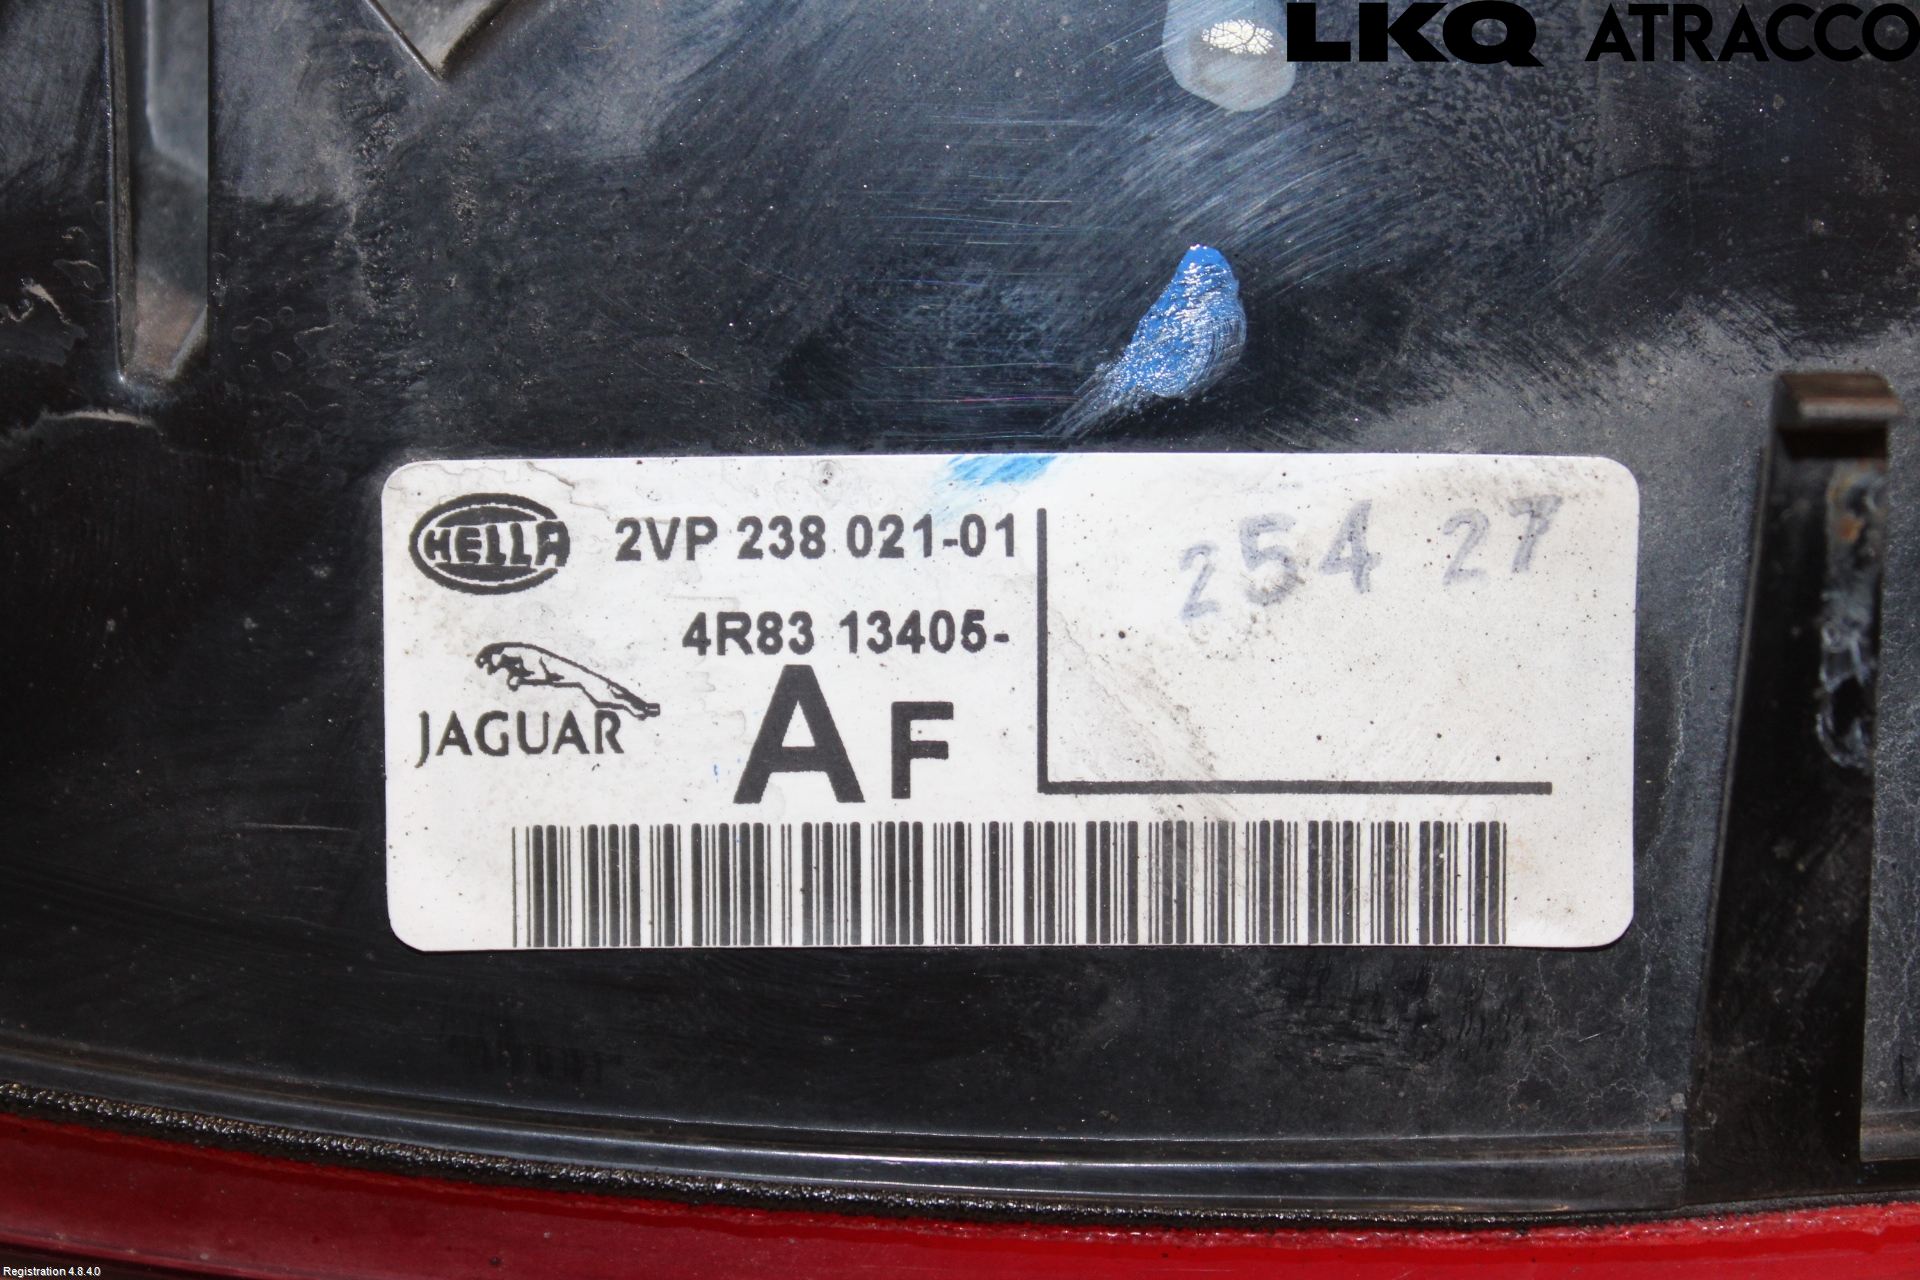 LKQ ATRACCO
HELLA 2VP 238 021-01
254 27
4R83 13405-
JAGUAR
AF
Registration 4.8.4.0